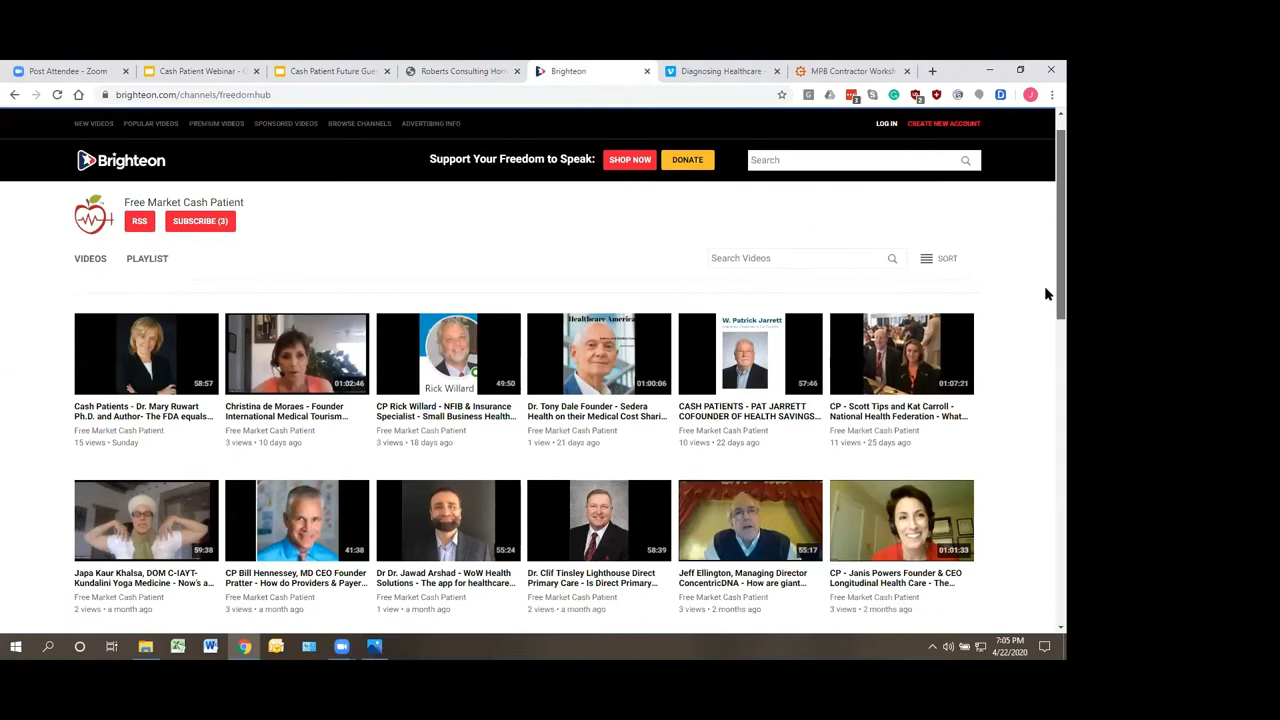 Post Attendee - Zoom
Cash Patient Webinar -
Cash Patient Future Gue
Roberts Consulting Hom
Brighteon
Diagnosing Healthcare -
MPB Contractor Worksh
brighteon.com/channels/freedomhub
NEW VIDEOS POPULAR VIDEOS PREMIUM VIDEOS SPONSORED VIDEOS BROWSE CHANNELS ADVERTISING INFO LOG IN CREATE NEW ACCOUNT
Brighteon Support Your Freedom to Speak: SHOP NOW DONATE Search
Free Market Cash Patient
RSS SUBSCRIBE (3)
VIDEOS PLAYLIST Search Videos SORT
58:57
01:02:46
Rick Willard
49:50
Healthcare America
01:00:06
W. Patrick Jarrett
57:46
01:07:21
Cash Patients - Dr. Mary Ruwart
Ph.D. and Author- The FDA equals...
Free Market Cash Patient
15 views • Sunday
Christina de Moraes - Founder
International Medical Tourism...
Free Market Cash Patient
3 views • 10 days ago
CP Rick Willard - NFIB & Insurance
Specialist - Small Business Health...
Free Market Cash Patient
3 views • 18 days ago
Dr. Tony Dale Founder - Sedera
Health on their Medical Cost Shari...
Free Market Cash Patient
1 view • 21 days ago
CASH PATIENTS - PAT JARRETT
COFOUNDER OF HEALTH SAVINGS...
Free Market Cash Patient
10 views • 22 days ago
CP - Scott Tips and Kat Carroll -
National Health Federation - What...
Free Market Cash Patient
11 views • 25 days ago
59:38
41:38
55:24
58:39
55:17
01:01:33
Japa Kaur Khalsa, DOM C-IAYT-
Kundalini Yoga Medicine - Now's a...
Free Market Cash Patient
2 views • a month ago
CP Bill Hennessey, MD CEO Founder
Pratter - How do Providers & Payer...
Free Market Cash Patient
3 views • a month ago
Dr Dr. Jawad Arshad - WoW Health
Solutions - The app for healthcare...
Free Market Cash Patient
1 view • a month ago
Dr. Clif Tinsley Lighthouse Direct
Primary Care - Is Direct Primary...
Free Market Cash Patient
2 views • a month ago
Jeff Ellington, Managing Director
ConcentricDNA - How are giant...
Free Market Cash Patient
3 views • 2 months ago
CP - Janis Powers Founder & CEO
Longitudinal Health Care - The...
Free Market Cash Patient
3 views • 2 months ago
7:05 PM
4/22/2020